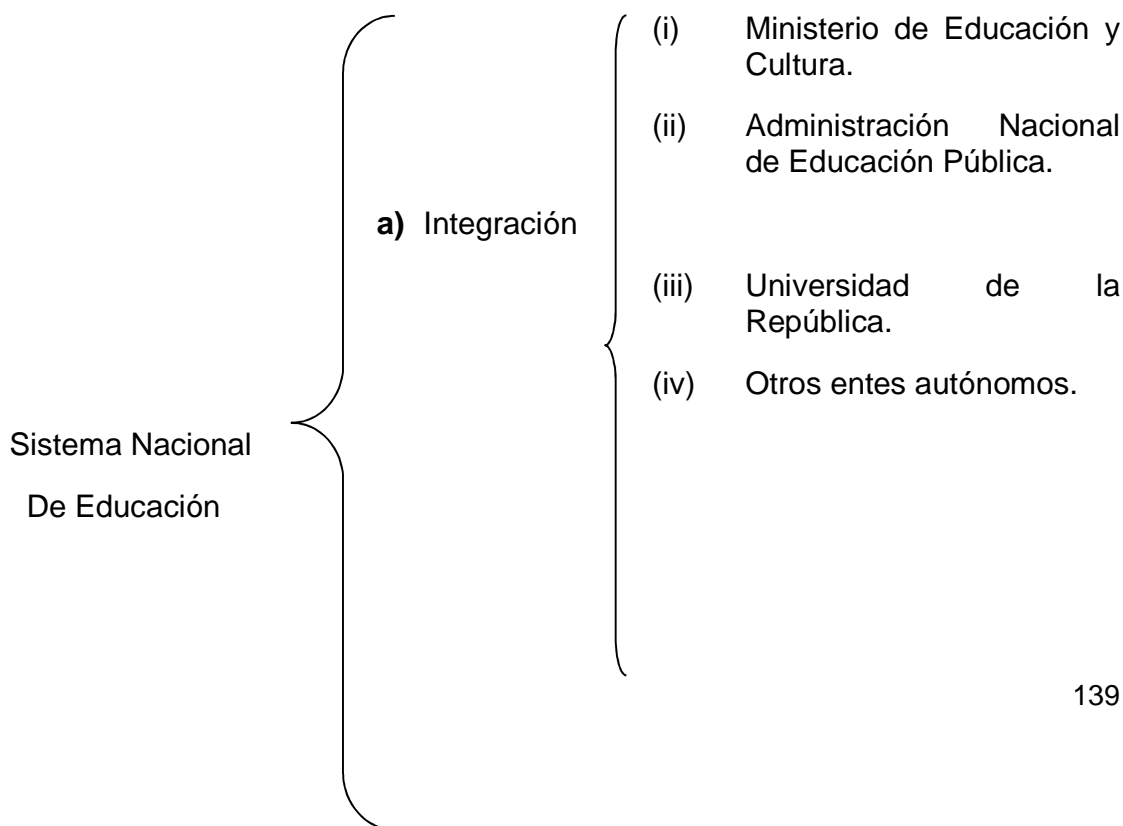 (i) Ministerio de Educación y
Cultura.
(ii) Administración Nacional
de Educación Pública.
a) Integración
(iii) Universidad de la
República.
(iv) Otros entes autónomos.
Sistema Nacional
De Educación
139